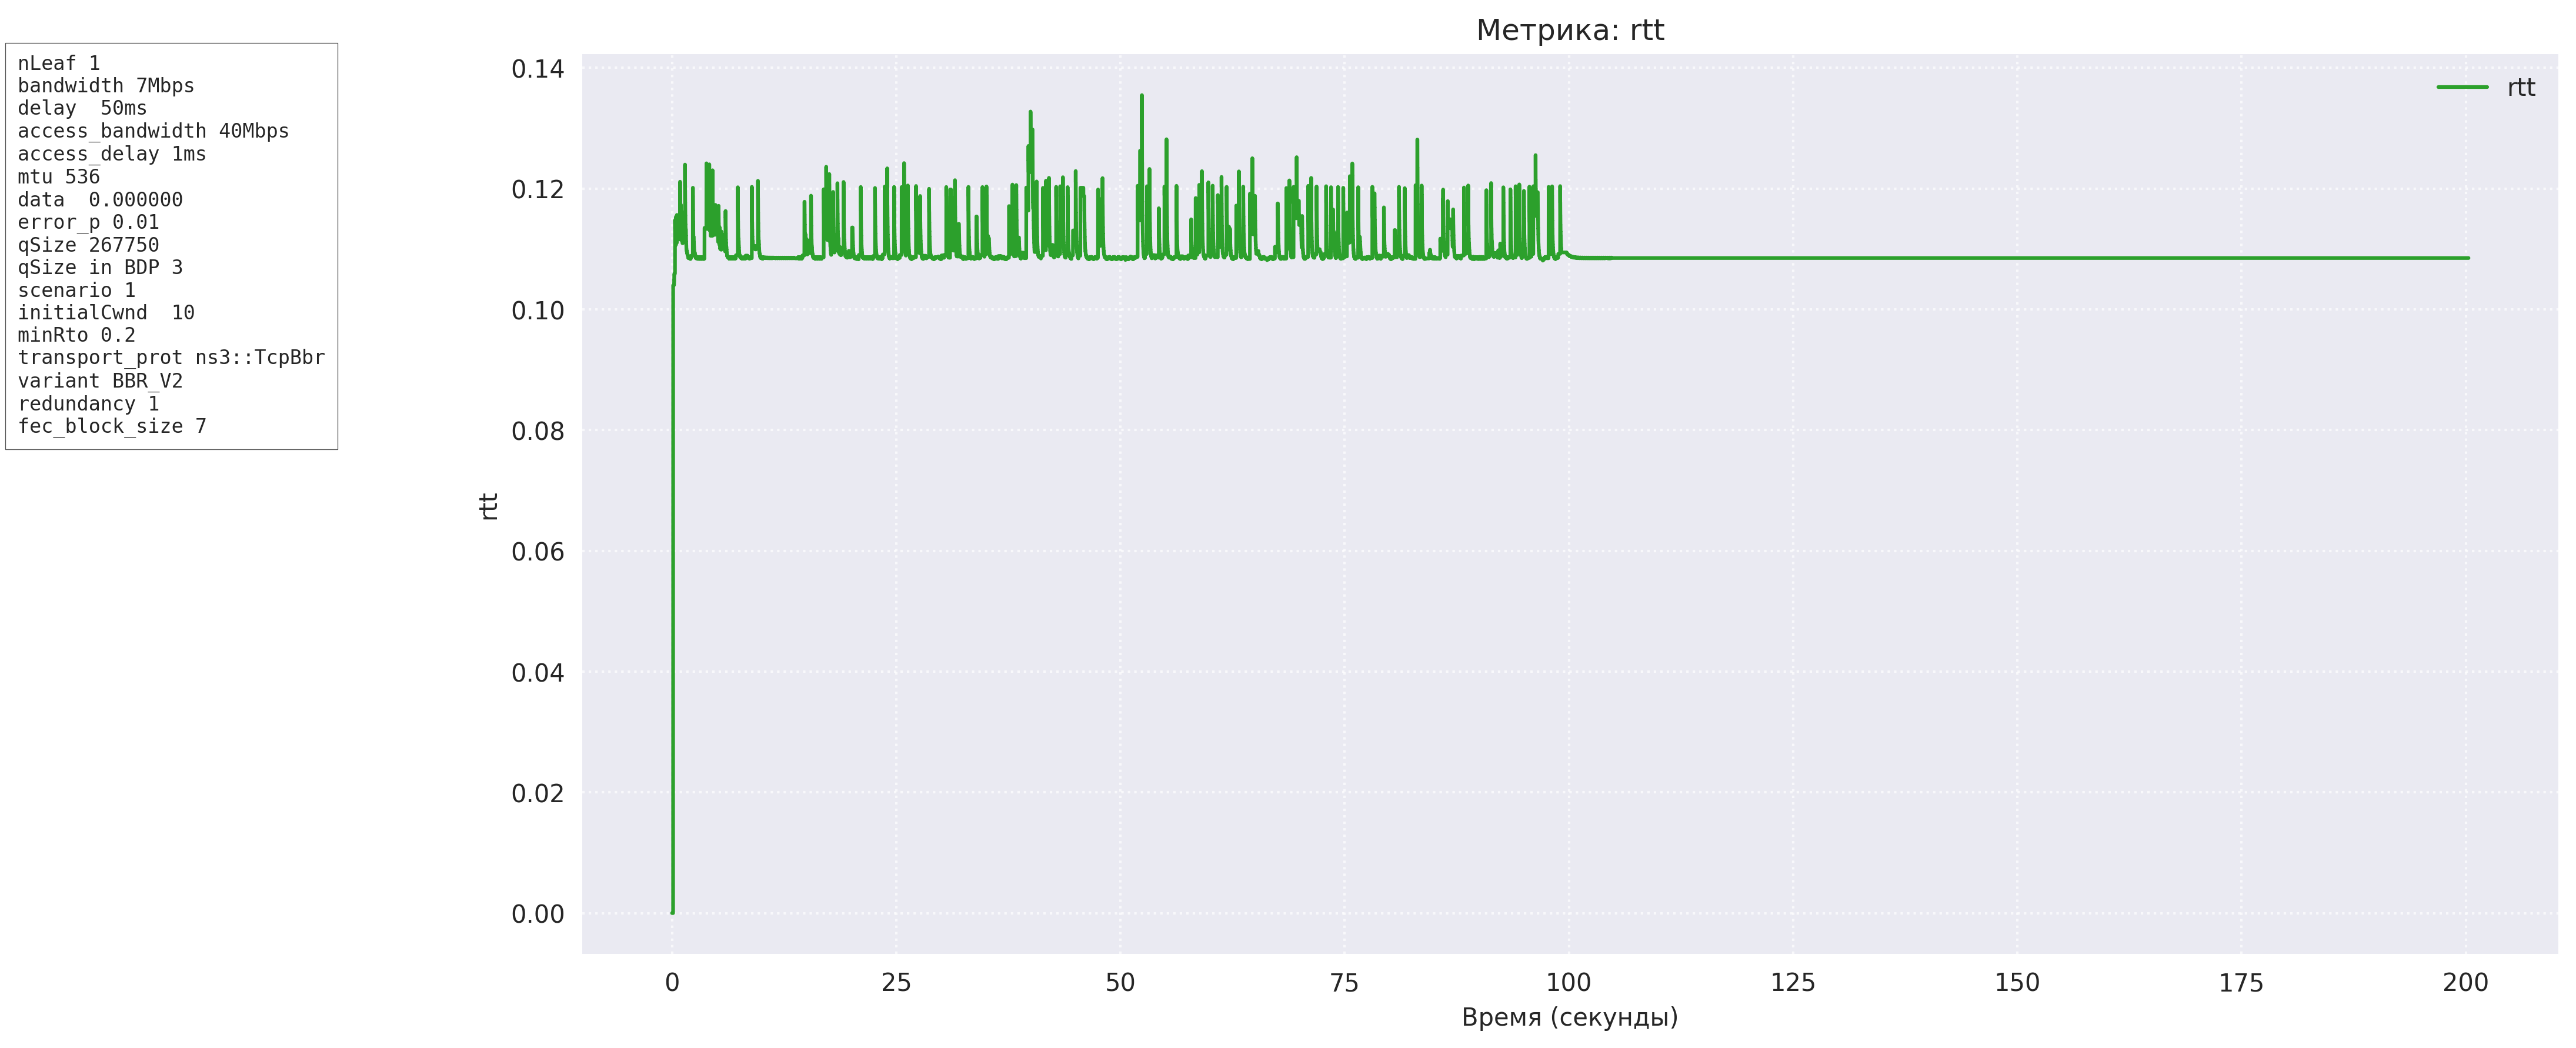 Метрика: rtt
nLeaf 1
bandwidth 7Mbps
delay  50ms
access_bandwidth 40Mbps
access_delay 1ms
mtu 536
data  0.000000
error_p 0.01
qSize 267750
qSize in BDP 3
scenario 1
initialCwnd  10
minRto 0.2
transport_prot ns3::TcpBbr
variant BBR_V2
redundancy 1
fec_block_size 7
rtt
0.14
0.12
0.10
0.08
0.06
0.04
0.02
0.00
rtt
0
25
50
75
100
125
150
175
200
Время (секунды)